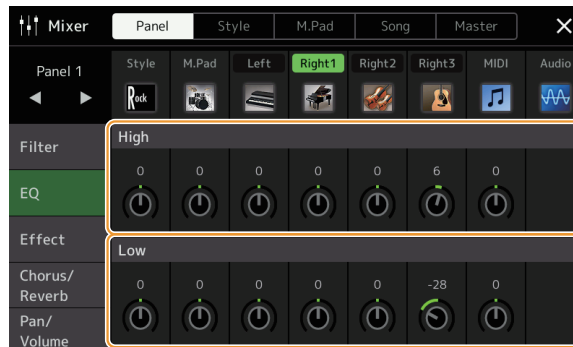 Mixer Panel Style M.Pad Song Master
Panel 1 Style M.Pad Left Right1 Right2 Right3 MIDI Audio
Rock
Filter
EQ
Effect
Chorus/
Reverb
Pan/
Volume
High
0 0 0 0 0 6 0
Low
0 0 0 0 0 -28 0